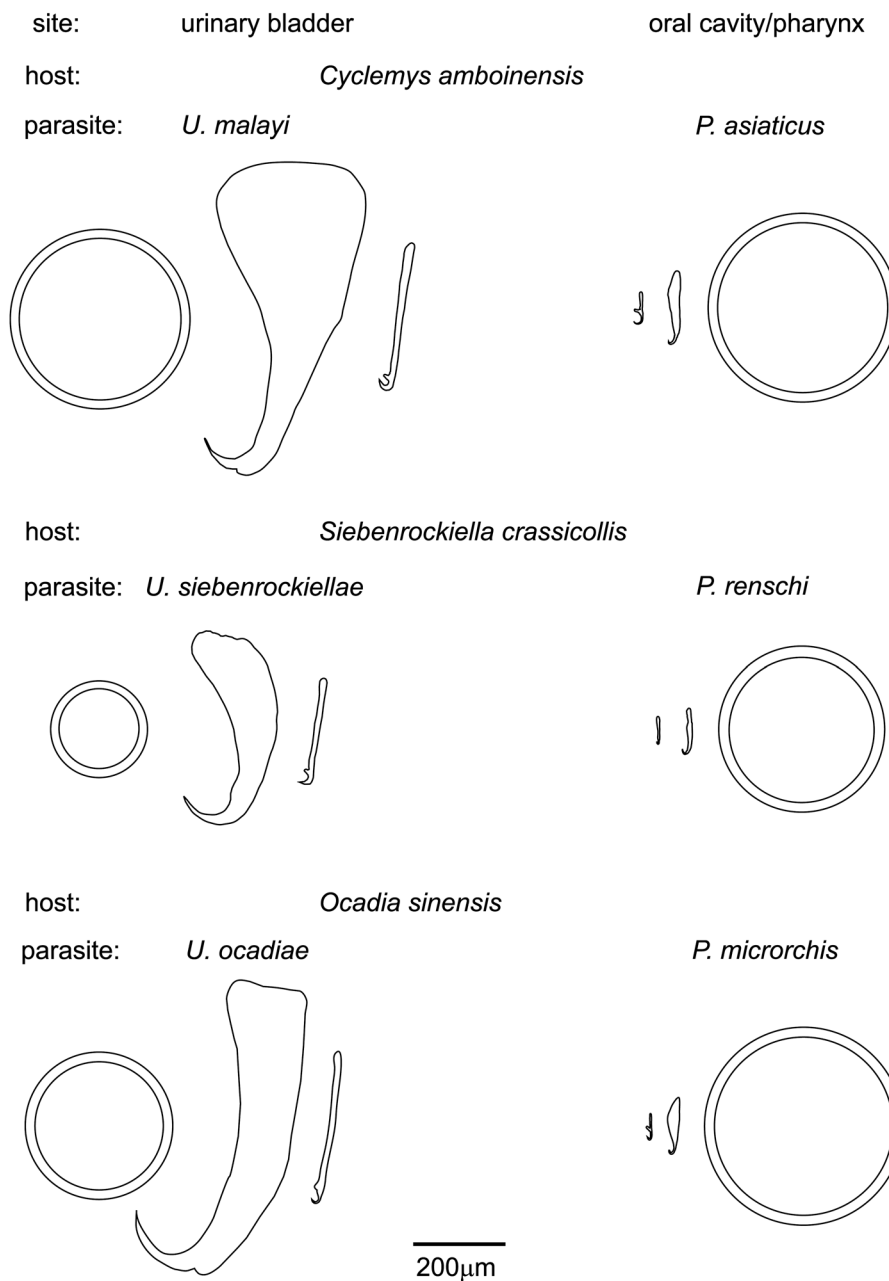 site: urinary bladder oral cavity/pharynx
host: Cyclemys amboinensis
parasite: U. malayi P. asiaticus
host: Siebenrockiella crassicollis
parasite: U. siebenrockiellae P. renschi
host: Ocadia sinensis
parasite: U. ocadiae P. microrchis
200μm